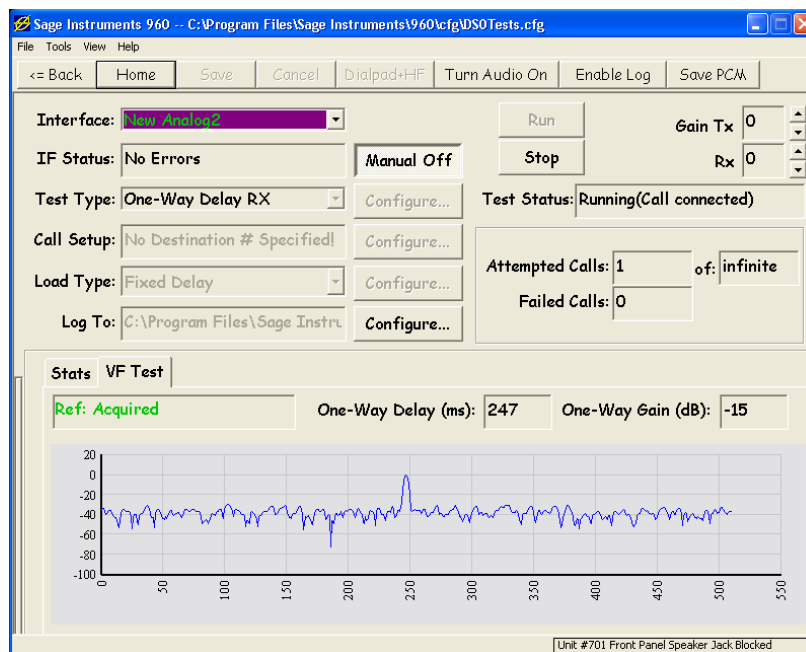 Sage Instruments 960 -- C:\Program Files\Sage Instruments\960\cfg\DS0Tests.cfg
File Tools View Help
<= Back Home Save Cancel Dialpad+HF Turn Audio On Enable Log Save PCM
Interface: New Analog2 Run Gain Tx 0
IF Status: No Errors Manual Off Stop Rx 0
Test Type: One-Way Delay RX Configure... Test Status: Running(Call connected)
Call Setup: No Destination # Specified! Configure...
Attempted Calls: 1 of: infinite
Load Type: Fixed Delay Configure...
Failed Calls: 0
Log To: C:\Program Files\Sage Instru Configure...
Stats VF Test
Ref: Acquired One-Way Delay (ms): 247 One-Way Gain (dB): -15
20
0
-20
-40
-60
-80
-100
0 50 100 150 200 250 300 350 400 450 500 550
Unit #701 Front Panel Speaker Jack Blocked